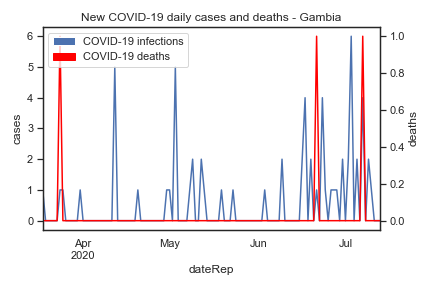 New COVID-19 daily cases and deaths - Gambia
COVID-19 infections
COVID-19 deaths
6
5
4
3
2
1
0
cases
1.0
0.8
0.6
0.4
0.2
0.0
deaths
Apr
2020
May
Jun
Jul
dateRep